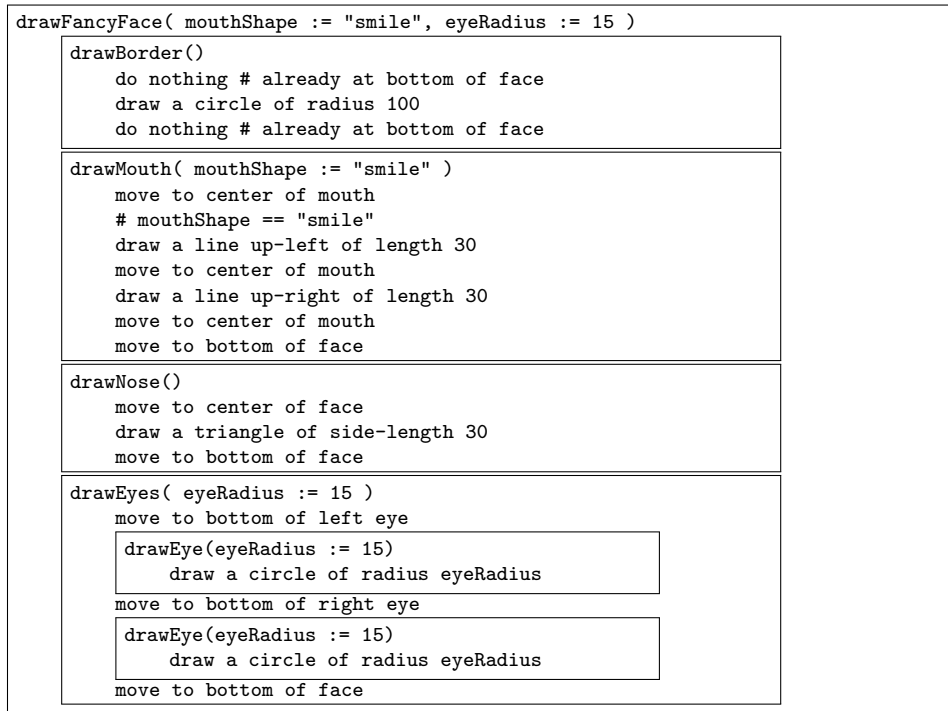 drawFancyFace( mouthShape := "smile", eyeRadius := 15 )
drawBorder()
do nothing # already at bottom of face
draw a circle of radius 100
do nothing # already at bottom of face
drawMouth( mouthShape := "smile" )
move to center of mouth
# mouthShape == "smile"
draw a line up-left of length 30
move to center of mouth
draw a line up-right of length 30
move to center of mouth
move to bottom of face
drawNose()
move to center of face
draw a triangle of side-length 30
move to bottom of face
drawEyes( eyeRadius := 15 )
move to bottom of left eye
drawEye(eyeRadius := 15)
draw a circle of radius eyeRadius
move to bottom of right eye
drawEye(eyeRadius := 15)
draw a circle of radius eyeRadius
move to bottom of face